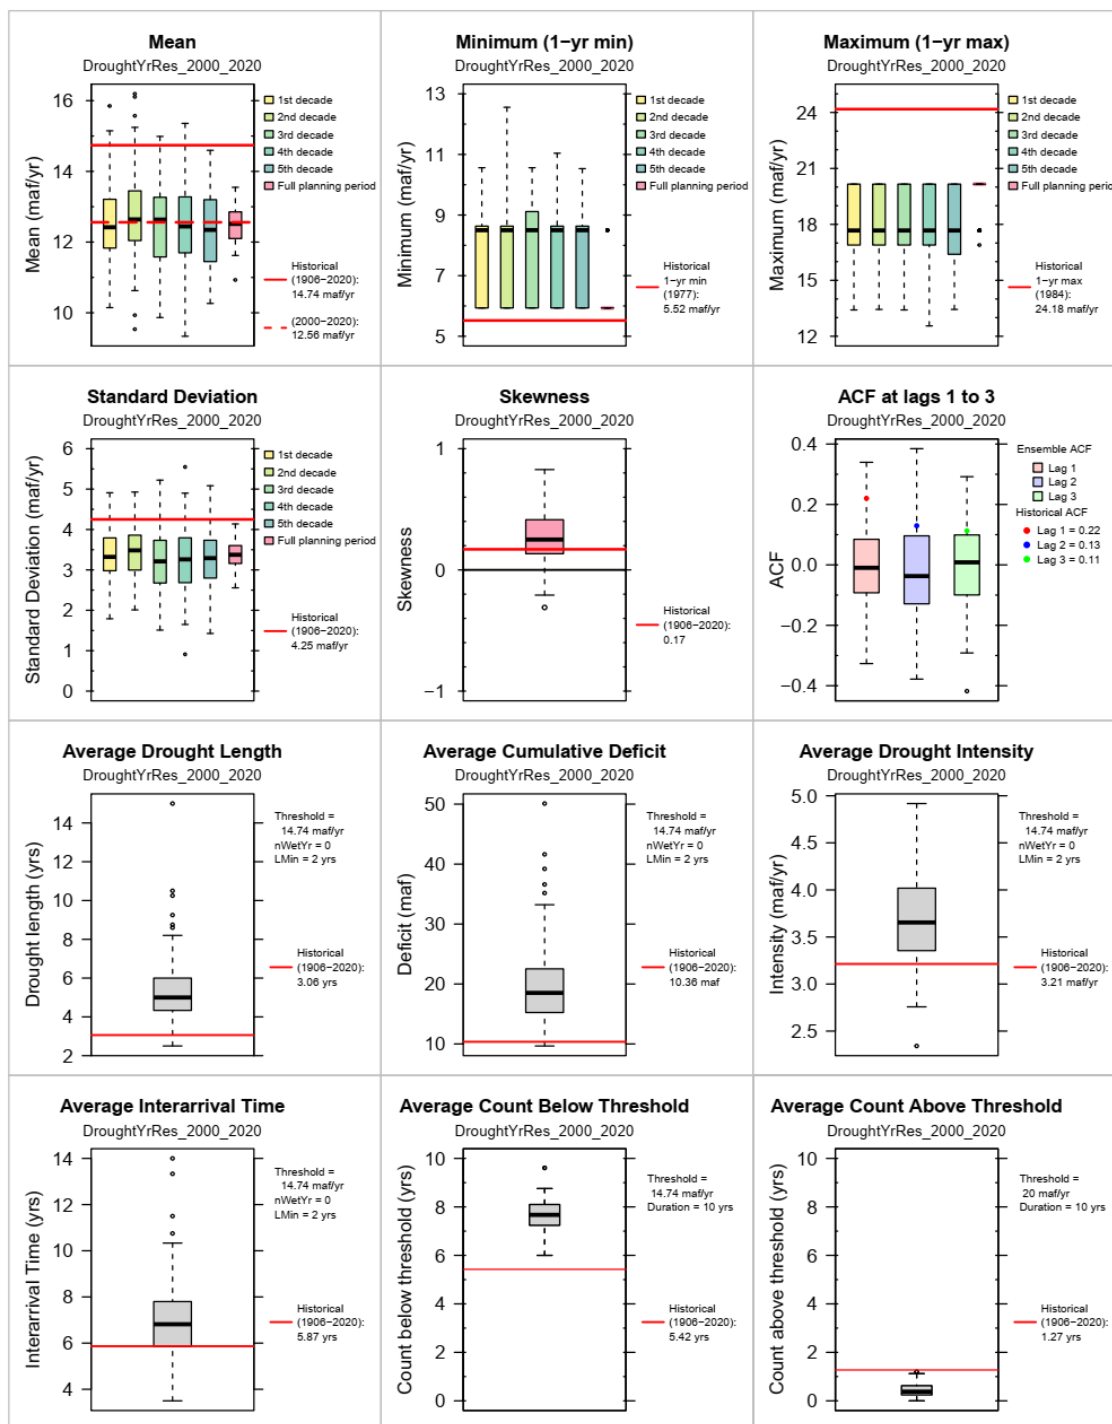 Mean
DroughtYrRes_2000_2020
Mean (maf/yr)
16
14
12
10
1st decade
2nd decade
3rd decade
4th decade
5th decade
Full planning period
Historical
(1906−2020):
14.74 maf/yr
(2000−2020):
12.56 maf/yr
Minimum (1−yr min)
DroughtYrRes_2000_2020
Minimum (maf/yr)
13
11
9
7
5
1st decade
2nd decade
3rd decade
4th decade
5th decade
Full planning period
Historical
1−yr min
(1977):
5.52 maf/yr
Maximum (1−yr max)
DroughtYrRes_2000_2020
Maximum (maf/yr)
24
21
18
15
12
1st decade
2nd decade
3rd decade
4th decade
5th decade
Full planning period
Historical
1−yr max
(1984):
24.18 maf/yr
Standard Deviation
DroughtYrRes_2000_2020
Standard Deviation (maf/yr)
6
5
4
3
2
1
0
1st decade
2nd decade
3rd decade
4th decade
5th decade
Full planning period
Historical
(1906−2020):
4.25 maf/yr
Skewness
DroughtYrRes_2000_2020
Skewness
1
0
−1
Historical
(1906−2020):
0.17
ACF at lags 1 to 3
DroughtYrRes_2000_2020
ACF
0.4
0.2
0.0
−0.2
−0.4
Ensemble ACF
Lag 1
Lag 2
Lag 3
Historical ACF
Lag 1 = 0.22
Lag 2 = 0.13
Lag 3 = 0.11
Average Drought Length
DroughtYrRes_2000_2020
Drought length (yrs)
14
12
10
8
6
4
2
Threshold =
14.74 maf/yr
nWetYr = 0
LMin = 2 yrs
Historical
(1906−2020):
3.06 yrs
Average Cumulative Deficit
DroughtYrRes_2000_2020
Deficit (maf)
50
40
30
20
10
Threshold =
14.74 maf/yr
nWetYr = 0
LMin = 2 yrs
Historical
(1906−2020):
10.36 maf
Average Drought Intensity
DroughtYrRes_2000_2020
Intensity (maf/yr)
5.0
4.5
4.0
3.5
3.0
2.5
Threshold =
14.74 maf/yr
nWetYr = 0
LMin = 2 yrs
Historical
(1906−2020):
3.21 maf/yr
Average Interarrival Time
DroughtYrRes_2000_2020
Interarrival Time (yrs)
14
12
10
8
6
4
Threshold =
14.74 maf/yr
nWetYr = 0
LMin = 2 yrs
Historical
(1906−2020):
5.87 yrs
Average Count Below Threshold
DroughtYrRes_2000_2020
Count below threshold (yrs)
10
8
6
4
2
0
Threshold =
14.74 maf/yr
Duration = 10 yrs
Historical
(1906−2020):
5.42 yrs
Average Count Above Threshold
DroughtYrRes_2000_2020
Count above threshold (yrs)
10
8
6
4
2
0
Threshold =
20 maf/yr
Duration = 10 yrs
Historical
(1906−2020):
1.27 yrs